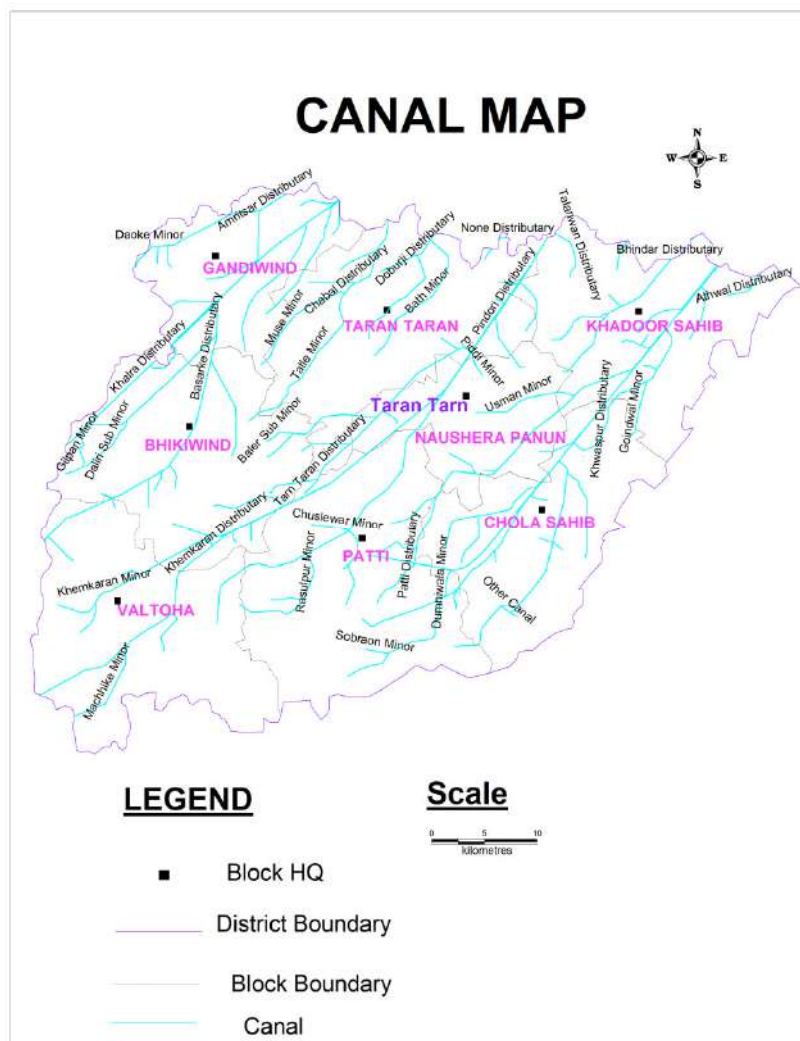 CANAL MAP
N
W E
S
Amritsar Distributary
Daoke Minor
GANDIWIND
Chabal Distributary
Doburji Distributary
None Distributary
Talariwan Distributary
Bhindar Distributary
Athwal Distributary
Muse Minor
Bath Minor
Pindori Distributary
TARAN TARAN
KHADOOR SAHIB
Khalra Distributary
Basarke Distributary
Talle Minor
Piddi Minor
Taran Tarn
Usman Minor
NAUSHERA PANUN
Khwaspur Distributary
Goindwal Minor
Gilpan Minor
Daliri Sub Minor
BHIKIWIND
Baler Sub Minor
Tarn Taran Distributary
Khemkaran Distributary
Chuslewar Minor
PATTI
Patti Distributary
CHOLA SAHIB
Khemkaran Minor
VALTOHA
Rasulpur Minor
Dumniwala Minor
Other Canal
Sobraon Minor
Machhike Minor
LEGEND
Scale
0 5 10
kilometres
Block HQ
District Boundary
Block Boundary
Canal